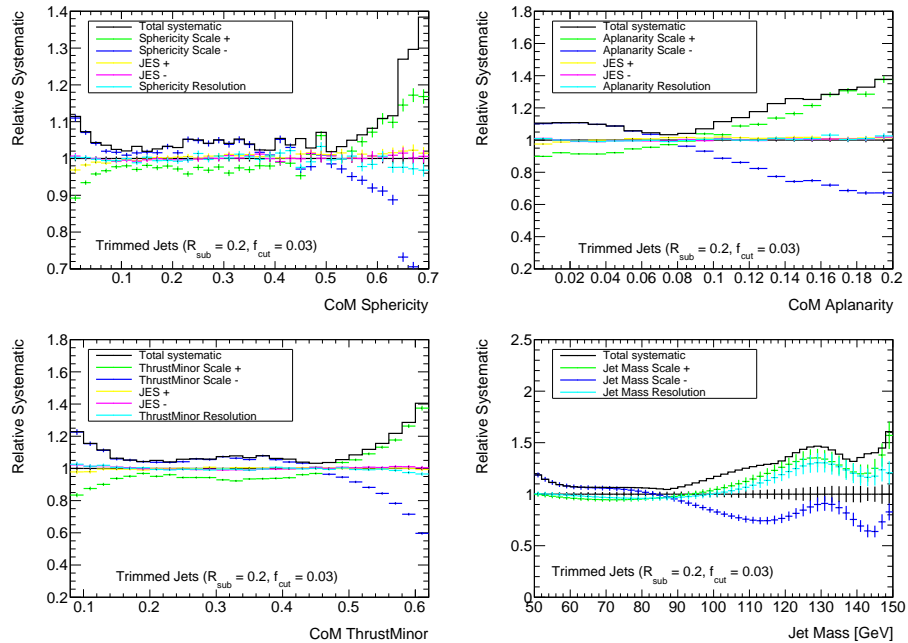 Relative Systematic
1.4
1.3
1.2
1.1
1
0.9
0.8
0.7
Total systematic
Sphericity Scale +
Sphericity Scale -
JES +
JES -
Sphericity Resolution
Trimmed Jets (R_sub = 0.2, f_cut = 0.03)
0.1 0.2 0.3 0.4 0.5 0.6 0.7
CoM Sphericity
Relative Systematic
1.8
1.6
1.4
1.2
1
0.8
0.6
0.4
0.2
Total systematic
Aplanarity Scale +
Aplanarity Scale -
JES +
JES -
Aplanarity Resolution
Trimmed Jets (R_sub = 0.2, f_cut = 0.03)
0.02 0.04 0.06 0.08 0.1 0.12 0.14 0.16 0.18 0.2
CoM Aplanarity
Relative Systematic
1.8
1.6
1.4
1.2
1
0.8
0.6
0.4
0.2
Total systematic
ThrustMinor Scale +
ThrustMinor Scale -
JES +
JES -
ThrustMinor Resolution
Trimmed Jets (R_sub = 0.2, f_cut = 0.03)
0.1 0.2 0.3 0.4 0.5 0.6
CoM ThrustMinor
Relative Systematic
2.5
2
1.5
1
0.5
0
Total systematic
Jet Mass Scale +
Jet Mass Scale -
Jet Mass Resolution
Trimmed Jets (R_sub = 0.2, f_cut = 0.03)
50 60 70 80 90 100 110 120 130 140 150
Jet Mass [GeV]